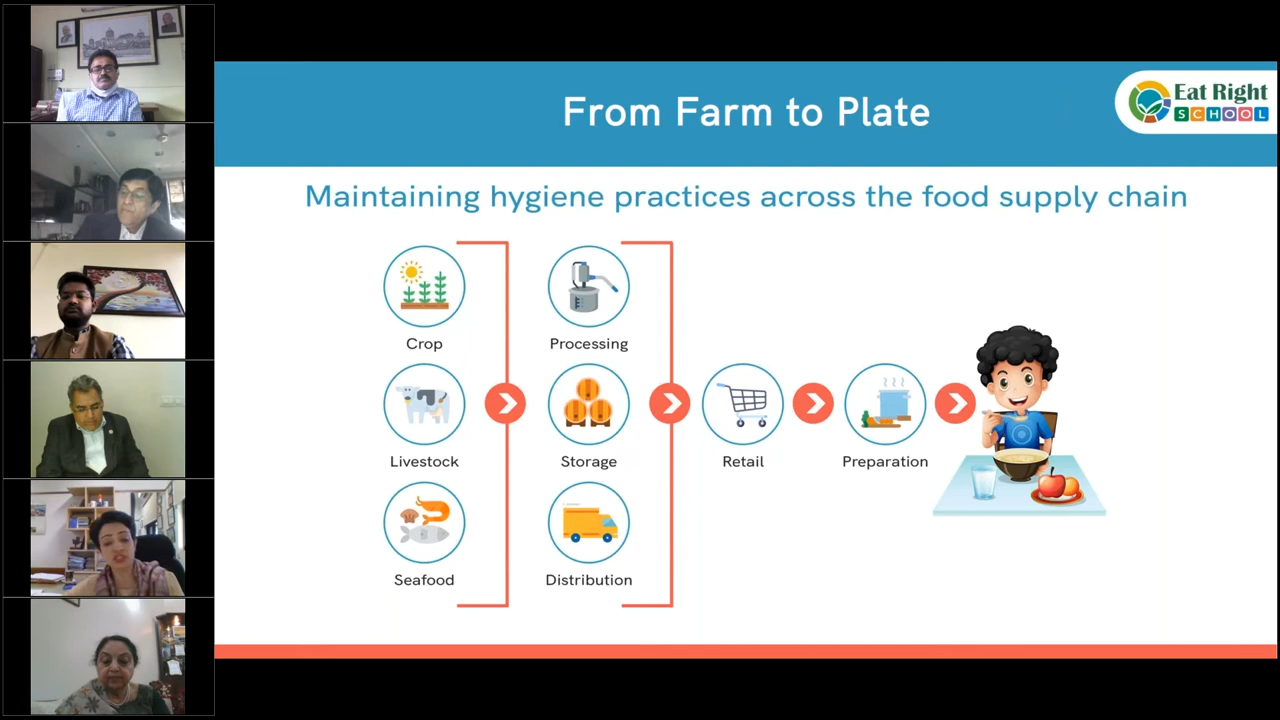 From Farm to Plate
Eat Right
SCHOOL
Maintaining hygiene practices across the food supply chain
Crop
Processing
Livestock
Storage
Retail
Preparation
Seafood
Distribution